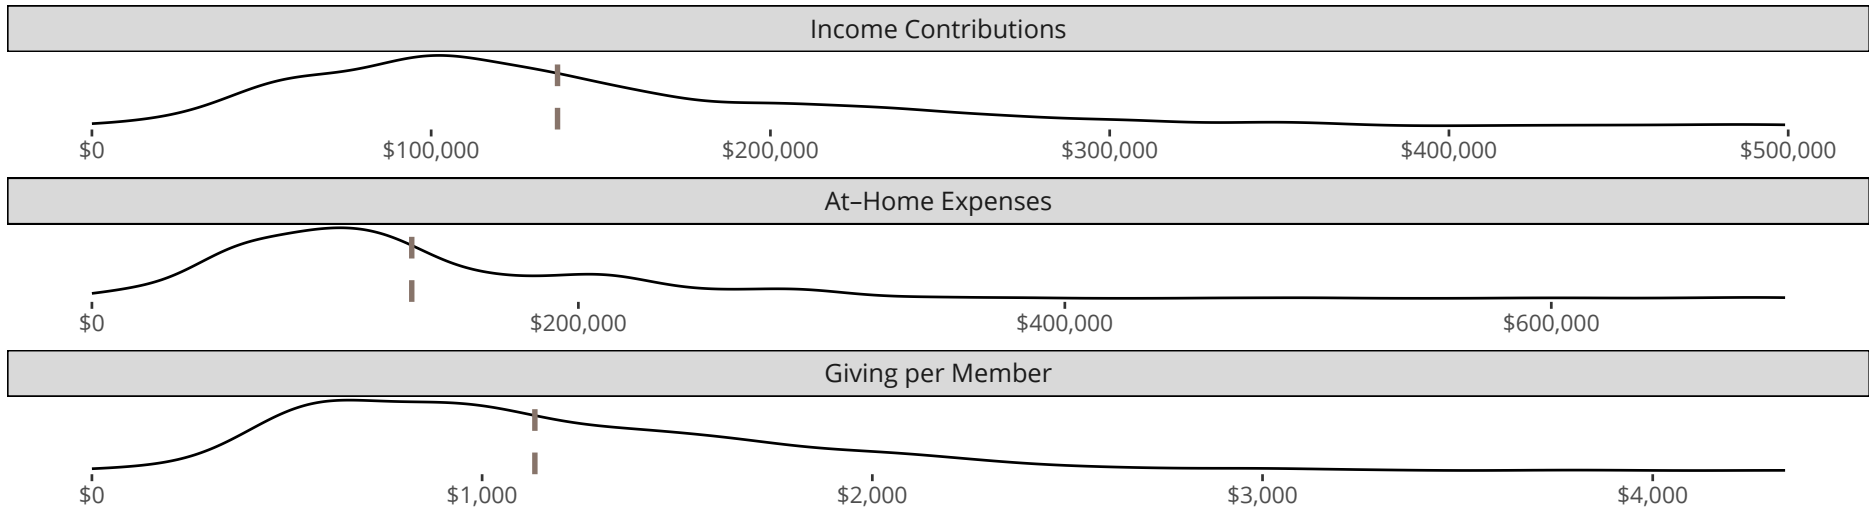 Income Contributions
$0 $100,000 $200,000 $300,000 $400,000 $500,000
At–Home Expenses
$0 $200,000 $400,000 $600,000
Giving per Member
$0 $1,000 $2,000 $3,000 $4,000